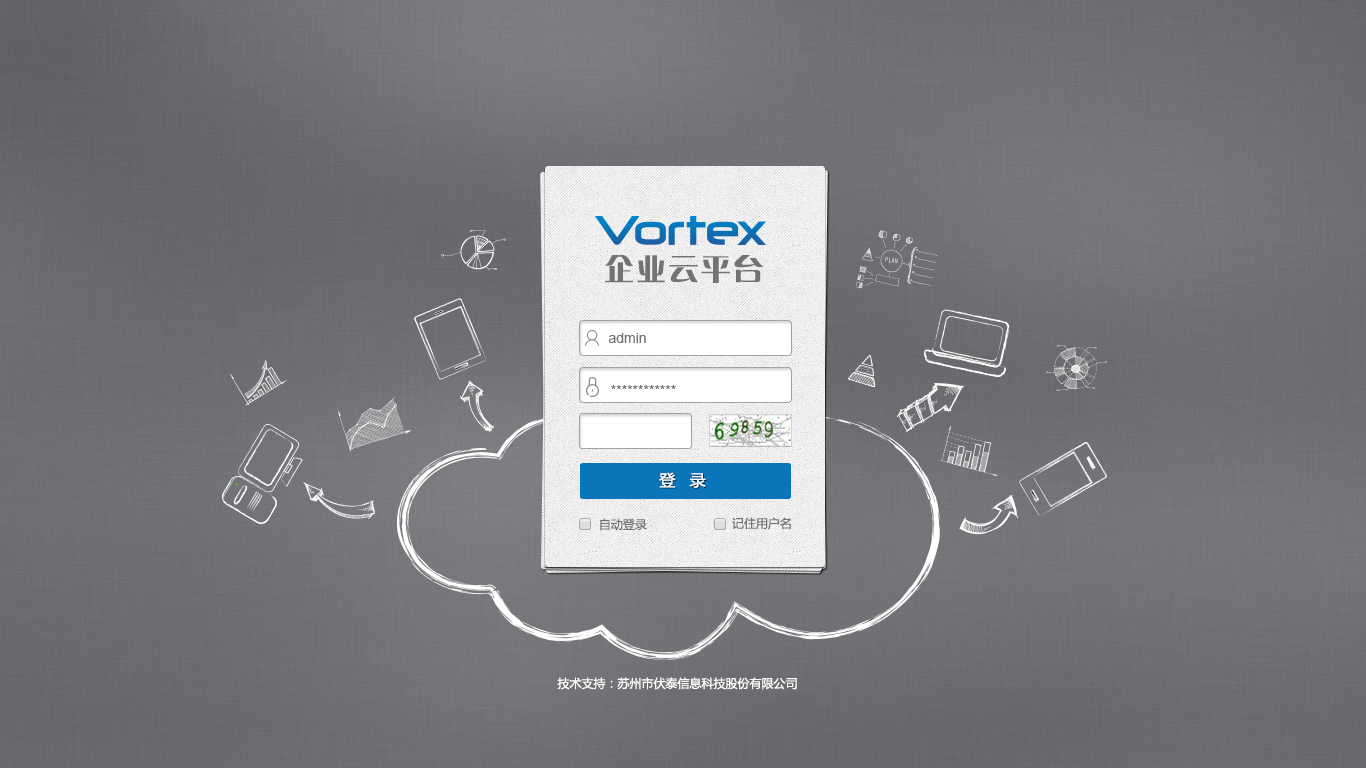 Vortex
企业云平台
PLAN
admin
************
69859
登 录
自动登录
记住用户名
技术支持：苏州市伏泰信息科技股份有限公司